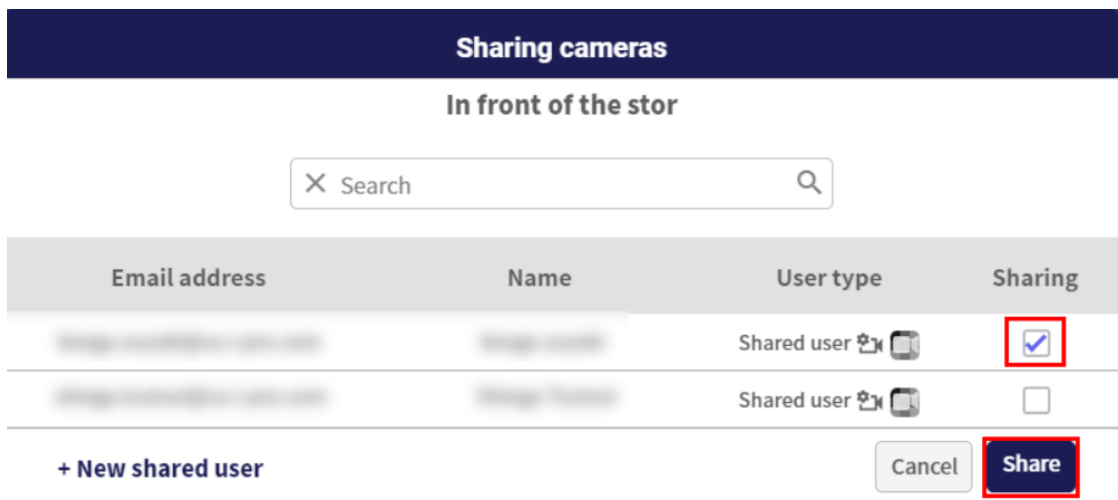 Sharing cameras
In front of the stor
Search
Email address Name User type Sharing
Shared user
Shared user
+ New shared user Cancel Share